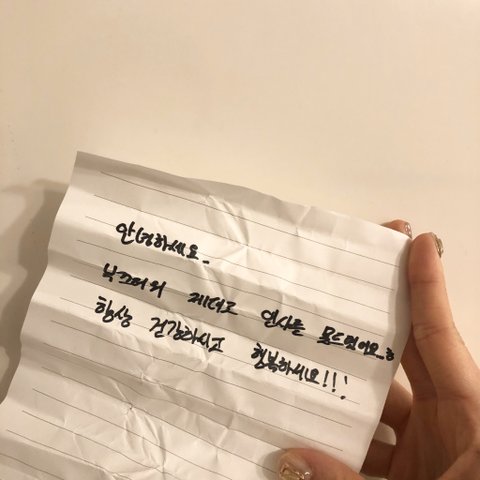 안녕하세요_
부끄러워 제대로 인사를 못드렸어요..ㅎ
항상 건강하시고 행복하세요!!!